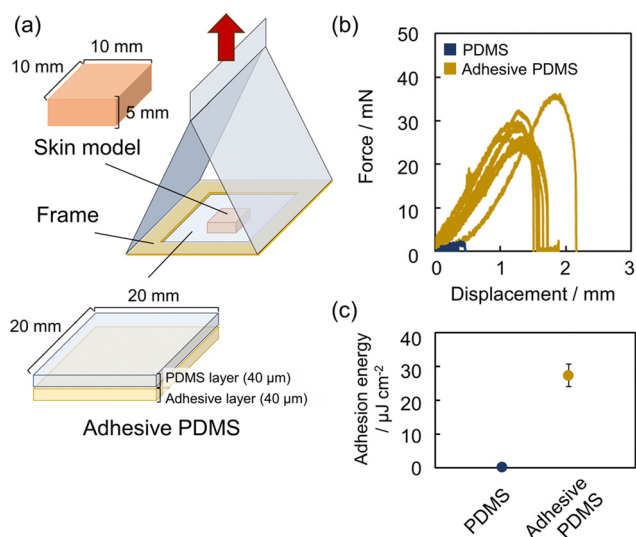 (a)
10 mm
10 mm
5 mm
Skin model
Frame
20 mm
20 mm
PDMS layer (40 µm)
Adhesive layer (40 µm)
Adhesive PDMS
(b)
50
40
30
20
10
0
Force / mN
PDMS
Adhesive PDMS
0
1
2
3
Displacement / mm
(c)
40
30
20
10
0
Adhesion energy
/ µJ cm⁻²
PDMS
Adhesive
PDMS